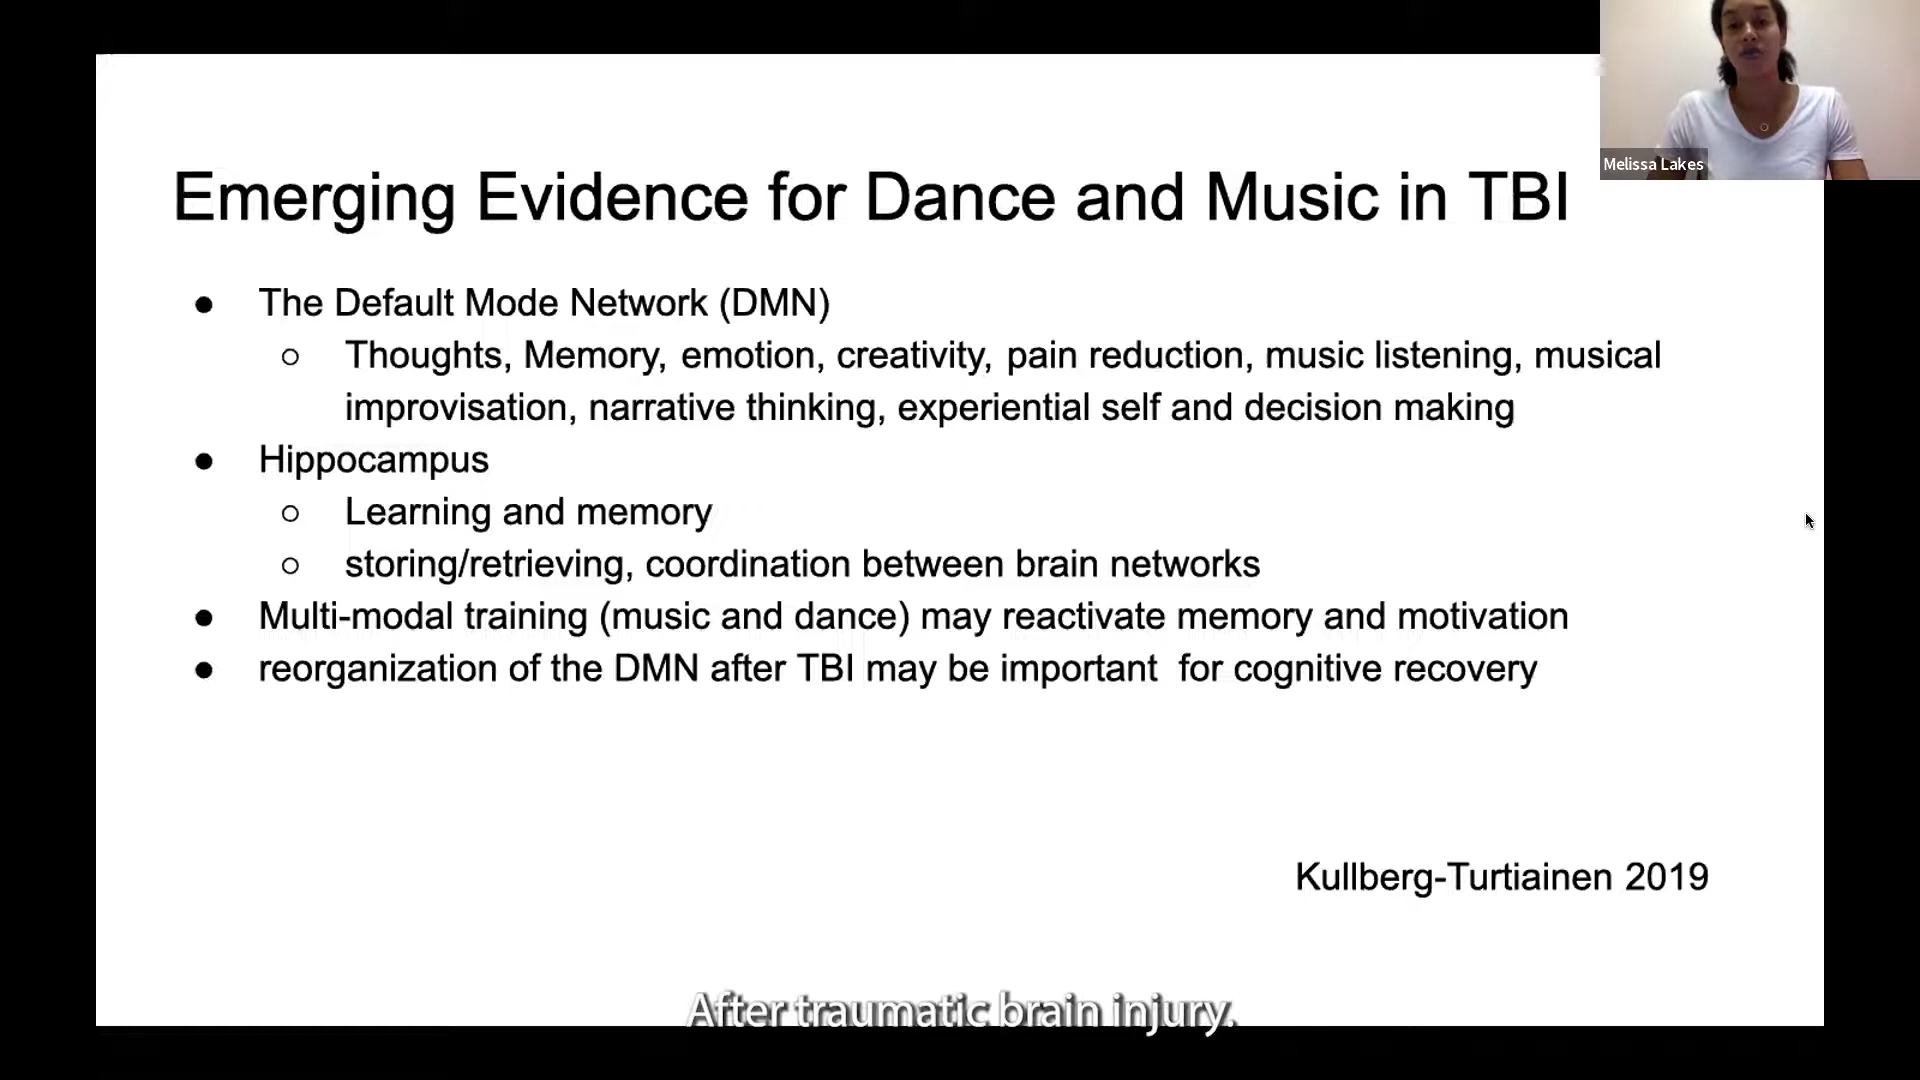 Melissa Lakes
Emerging Evidence for Dance and Music in TBI
● The Default Mode Network (DMN)
○ Thoughts, Memory, emotion, creativity, pain reduction, music listening, musical
improvisation, narrative thinking, experiential self and decision making
● Hippocampus
○ Learning and memory
○ storing/retrieving, coordination between brain networks
● Multi-modal training (music and dance) may reactivate memory and motivation
● reorganization of the DMN after TBI may be important  for cognitive recovery
Kullberg-Turtiainen 2019
After traumatic brain injury.